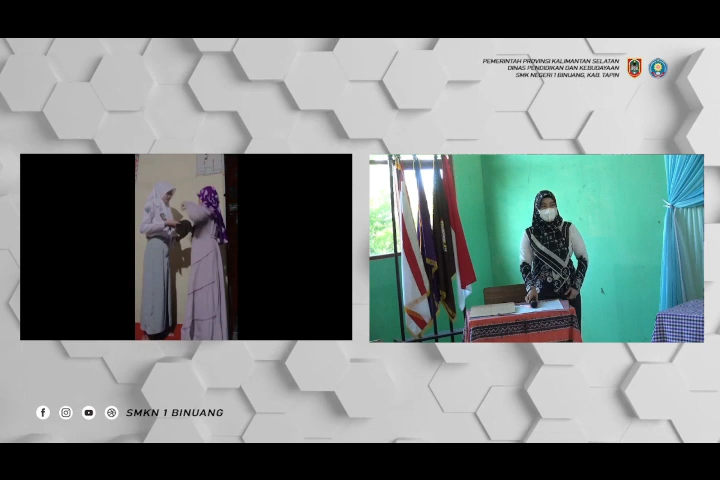 PEMERINTAH PROVINSI KALIMANTAN SELATAN
DINAS PENDIDIKAN DAN KEBUDAYAAN
SMK NEGERI 1 BINUANG, KAB. TAPIN
SMKN 1 BINUANG